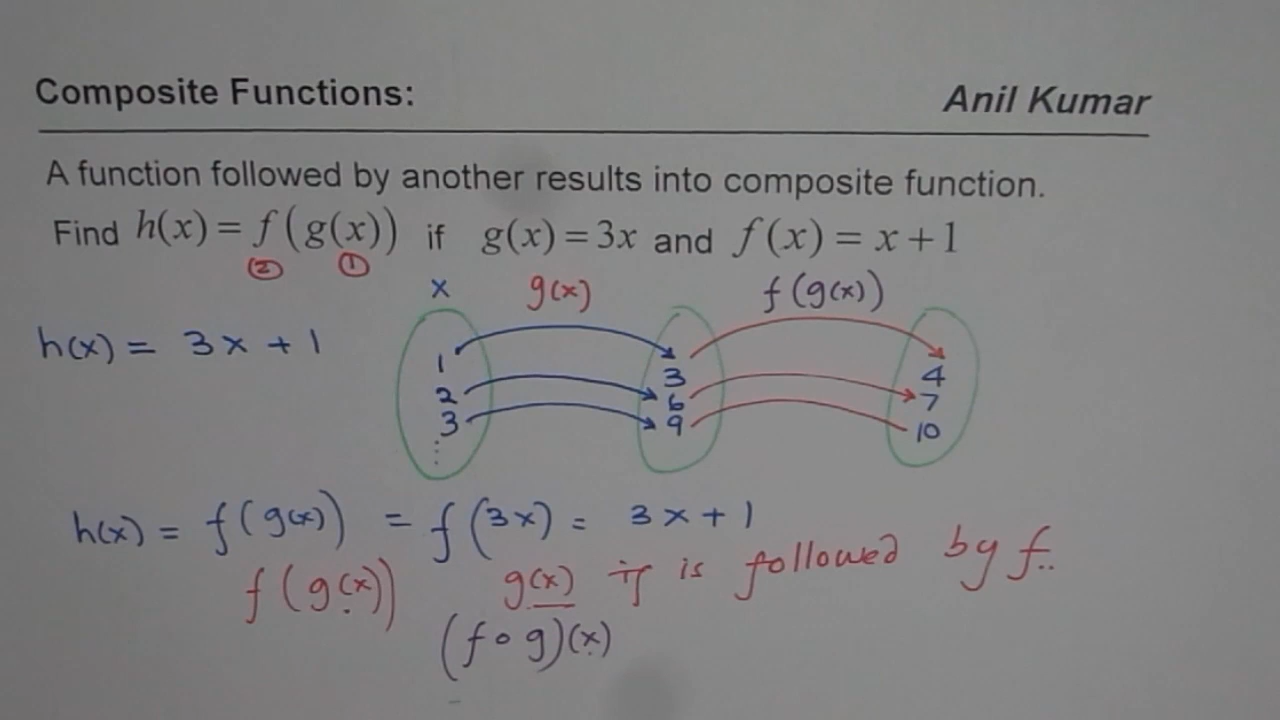 Composite Functions: Anil Kumar
A function followed by another results into composite function.
Find h(x) = f(g(x)) if g(x) = 3x and f(x) = x + 1
② ①
x g(x) f(g(x))
h(x) = 3x + 1
1 3 4
2 6 7
3 9 10
⋮
h(x) = f(g(x)) = f(3x) = 3x + 1
f(g(x)) g(x) is followed by f..
(f∘g)(x)